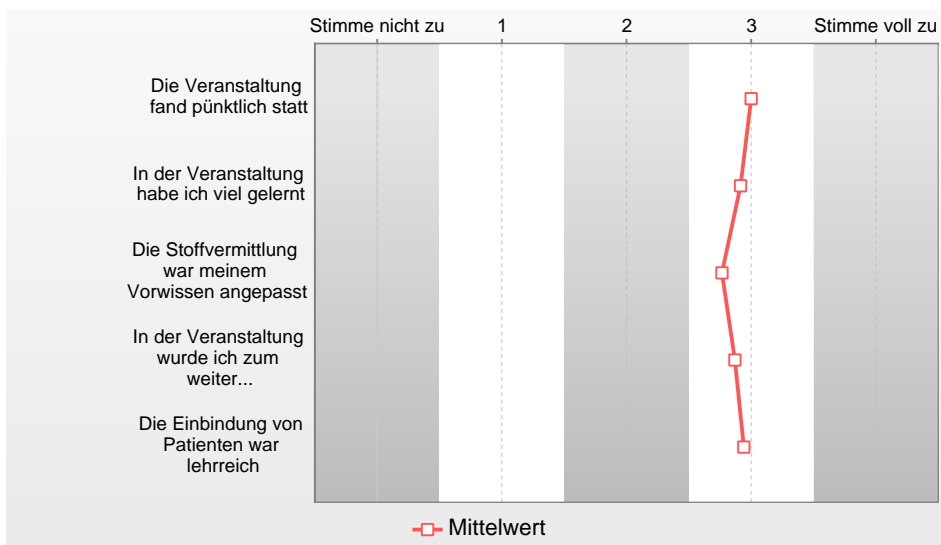 Stimme nicht zu 1 2 3 Stimme voll zu
Die Veranstaltung
fand pünktlich statt
In der Veranstaltung
habe ich viel gelernt
Die Stoffvermittlung
war meinem
Vorwissen angepasst
In der Veranstaltung
wurde ich zum
weiter...
Die Einbindung von
Patienten war
lehrreich
Mittelwert